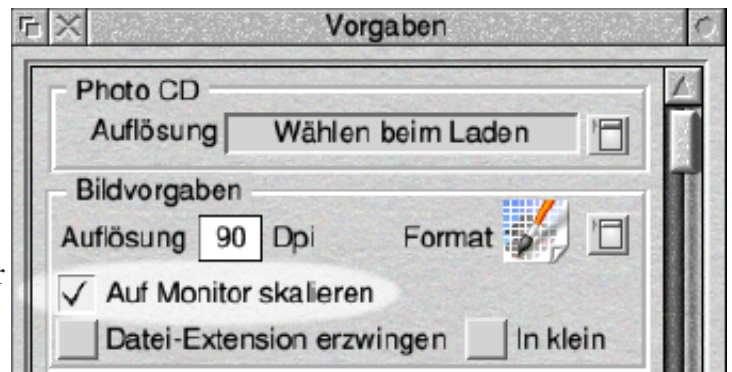 Vorgaben
Photo CD
Auflösung Wählen beim Laden
Bildvorgaben
Auflösung 90 Dpi Format
r
Auf Monitor skalieren
Datei-Extension erzwingen In klein